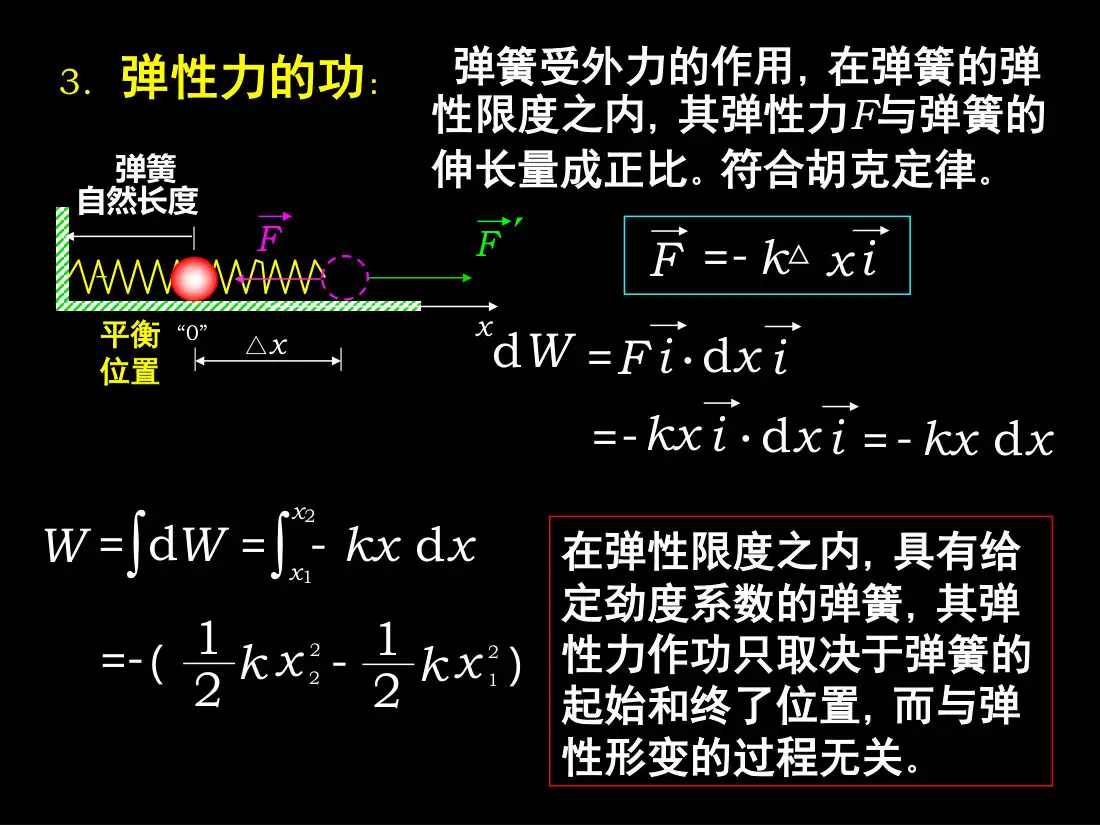 3. 弹性力的功:
弹簧受外力的作用，在弹簧的弹
性限度之内，其弹性力F与弹簧的
伸长量成正比。符合胡克定律。
弹簧
自然长度
F
F′
平衡
位置
“0”
△x
x
F = - k △ x i
dW = F i · dx i
= - kx i · dx i = - kx dx
W = ∫ dW = ∫ x₁ x₂ - kx dx
= - ( 1/2 k x₂² - 1/2 k x₁² )
在弹性限度之内，具有给
定劲度系数的弹簧，其弹
性力作功只取决于弹簧的
起始和终了位置，而与弹
性形变的过程无关。